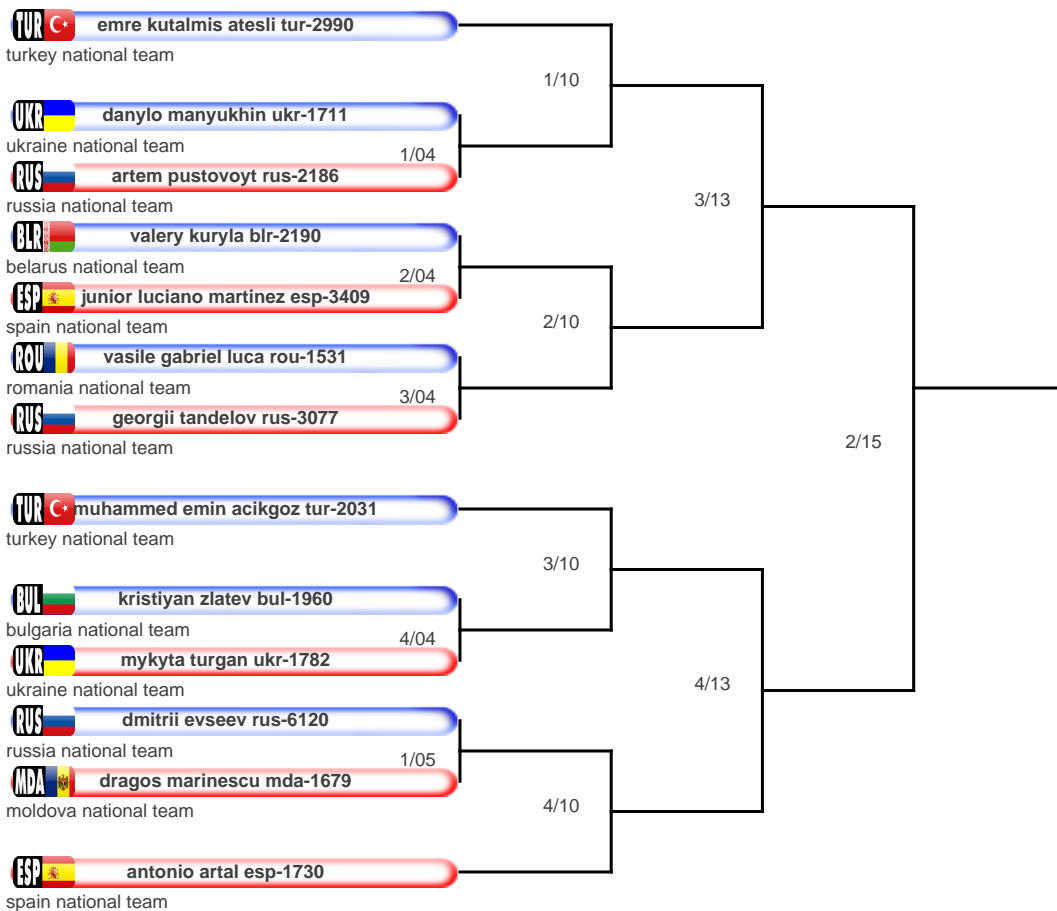 TUR emre kutalmis atesli tur-2990
turkey national team
1/10
UKR danylo manyukhin ukr-1711
ukraine national team
1/04
RUS artem pustovoyt rus-2186
russia national team
3/13
BLR valery kuryla blr-2190
belarus national team
2/04
ESP junior luciano martinez esp-3409
spain national team
2/10
ROU vasile gabriel luca rou-1531
romania national team
3/04
RUS georgii tandelov rus-3077
russia national team
2/15
TUR muhammed emin acikgoz tur-2031
turkey national team
3/10
BUL kristiyan zlatev bul-1960
bulgaria national team
4/04
UKR mykyta turgan ukr-1782
ukraine national team
4/13
RUS dmitrii evseev rus-6120
russia national team
1/05
MDA dragos marinescu mda-1679
moldova national team
4/10
ESP antonio artal esp-1730
spain national team